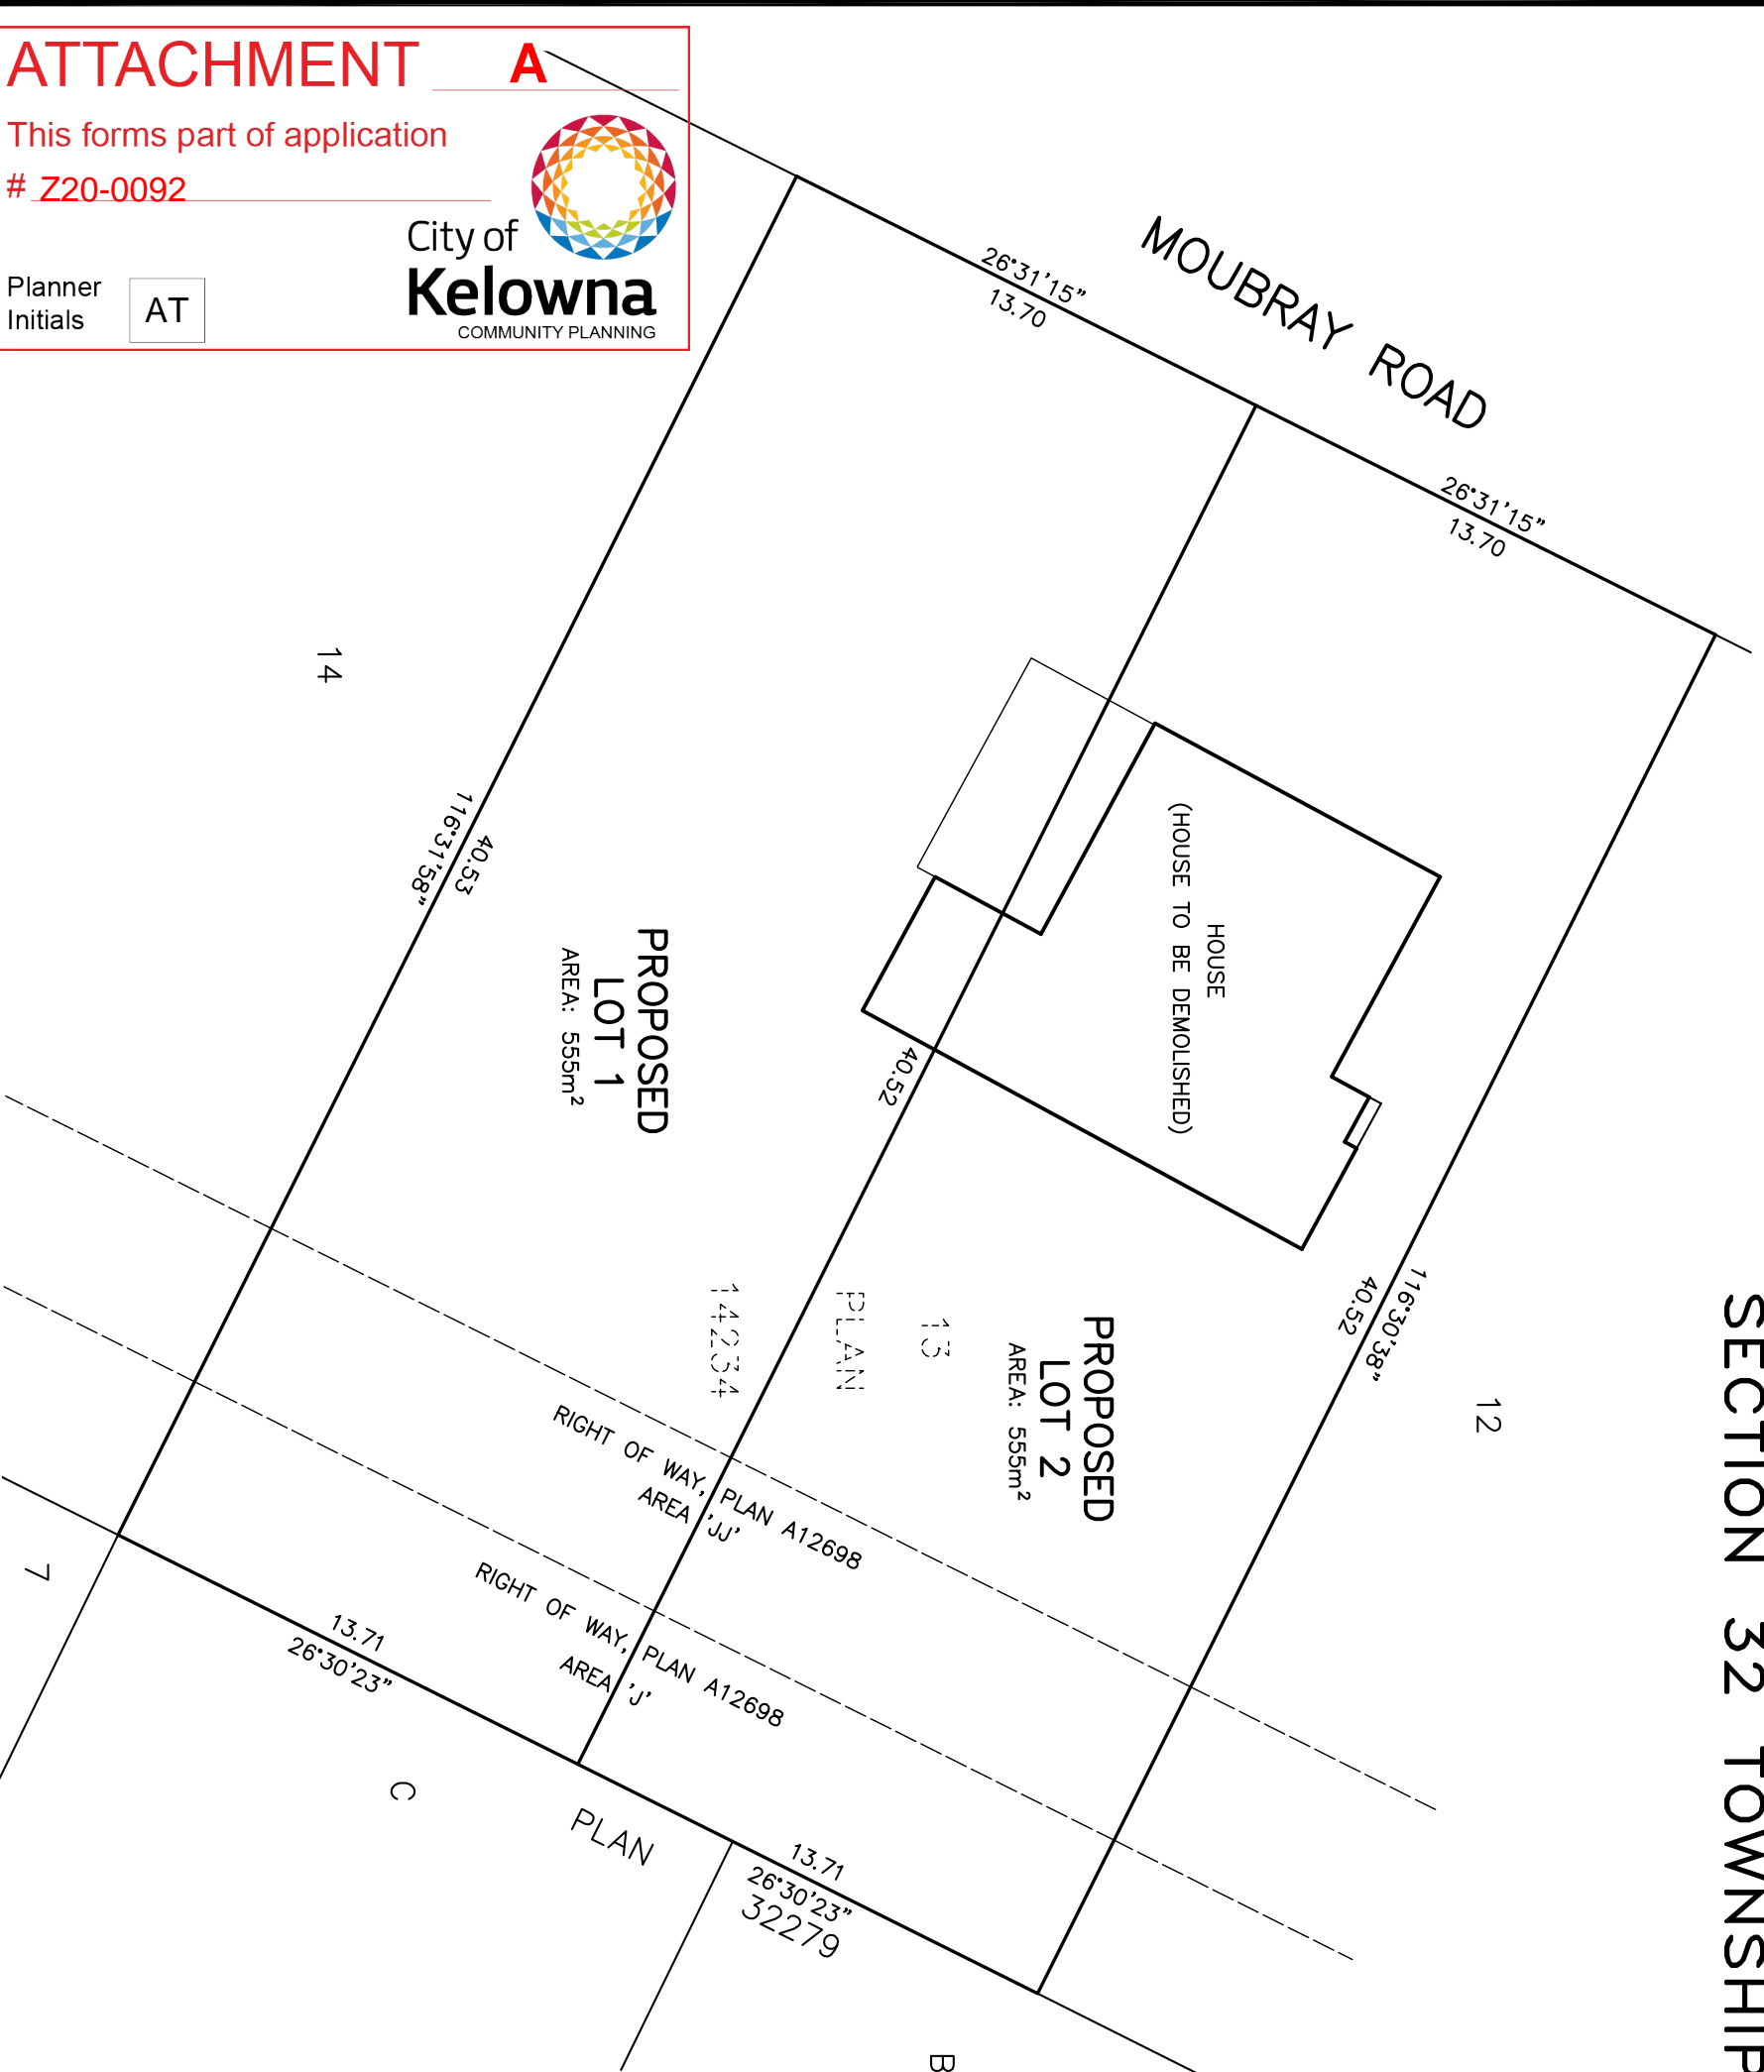 ATTACHMENT A
This forms part of application
# Z20-0092
City of
Kelowna
COMMUNITY PLANNING
Planner
Initials
AT
MOUBRAY ROAD
26°31'15"
13.70
26°31'15"
13.70
14
40.53
116°31'58"
PROPOSED
LOT 1
AREA: 555m²
HOUSE
(HOUSE TO BE DEMOLISHED)
40.52
116°30'38"
40.52
12
PROPOSED
LOT 2
AREA: 555m²
13
PLAN
14234
RIGHT OF WAY, PLAN A12698
AREA 'JJ'
RIGHT OF WAY, PLAN A12698
AREA 'J'
7
13.71
26°30'23"
C
PLAN
13.71
26°30'23"
32279
B
SECTION 32 TOWNSHIP